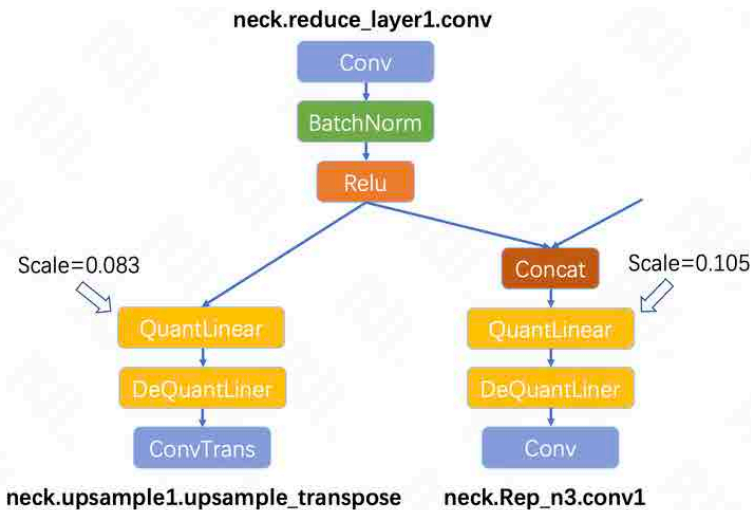 neck.reduce_layer1.conv
Conv
BatchNorm
Relu
Concat
Scale=0.083
Scale=0.105
QuantLinear
QuantLinear
DeQuantLiner
DeQuantLiner
ConvTrans
Conv
neck.upsample1.upsample_transpose
neck.Rep_n3.conv1